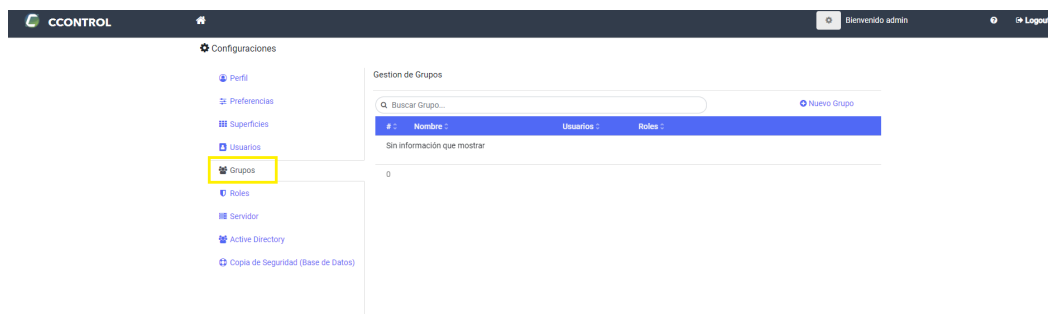 CCONTROL
Bienvenido admin
Logout
Configuraciones
Perfil
Preferencias
Superficies
Usuarios
Grupos
Roles
Servidor
Active Directory
Copia de Seguridad (Base de Datos)
Gestion de Grupos
Buscar Grupo...
Nuevo Grupo
# Nombre Usuarios Roles
Sin información que mostrar
0